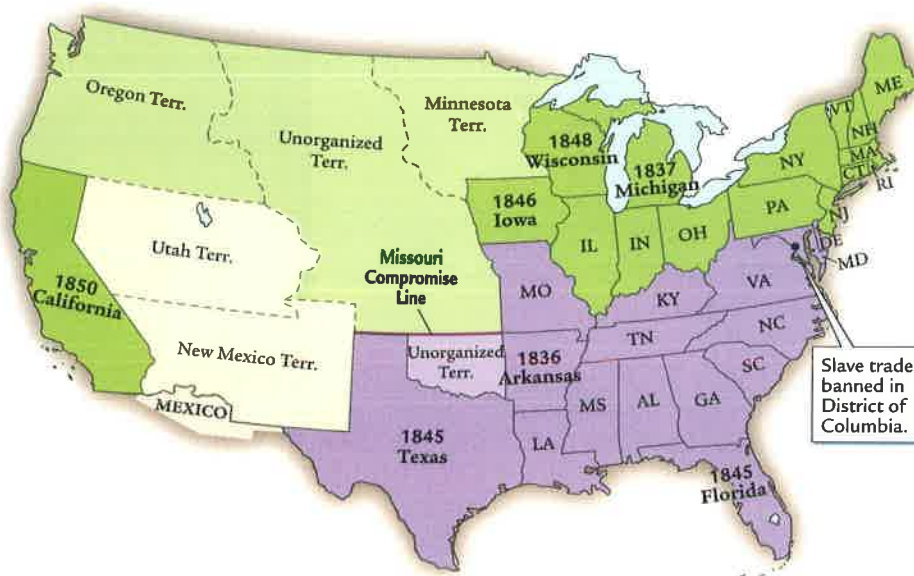 Oregon Terr.
Unorganized
Terr.
Minnesota
Terr.
1848
Wisconsin
1837
Michigan
1846
Iowa
ME
VT
NH
MA
CT
RI
NY
PA
NJ
DE
MD
IL
IN
OH
Utah Terr.
1850
California
Missouri
Compromise
Line
MO
KY
VA
New Mexico Terr.
Unorganized
Terr.
1836
Arkansas
TN
NC
SC
Slave trade
banned in
District of
Columbia.
MEXICO
1845
Texas
LA
MS
AL
GA
1845
Florida